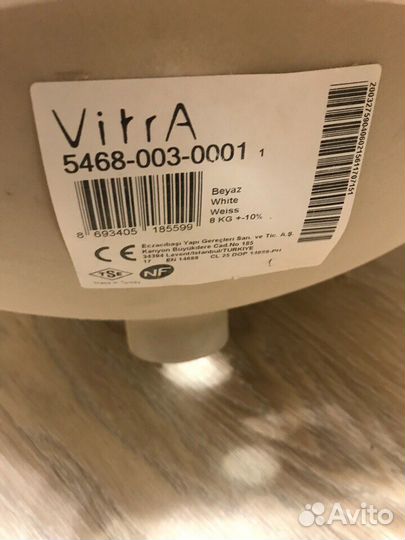 VitrA
5468-003-0001 1
Beyaz
White
Weiss
8 KG +-10%
8 693405 185599
Eczacıbaşı Yapı Gereçleri San. ve Tic. A.Ş.
Kanyon Büyükdere Cad.No 185
34394 Levent/Istanbul/TURKIYE
17 EN 14688 CL 25 DOP
CE
TSE
NF
Made in Turkey
Avito